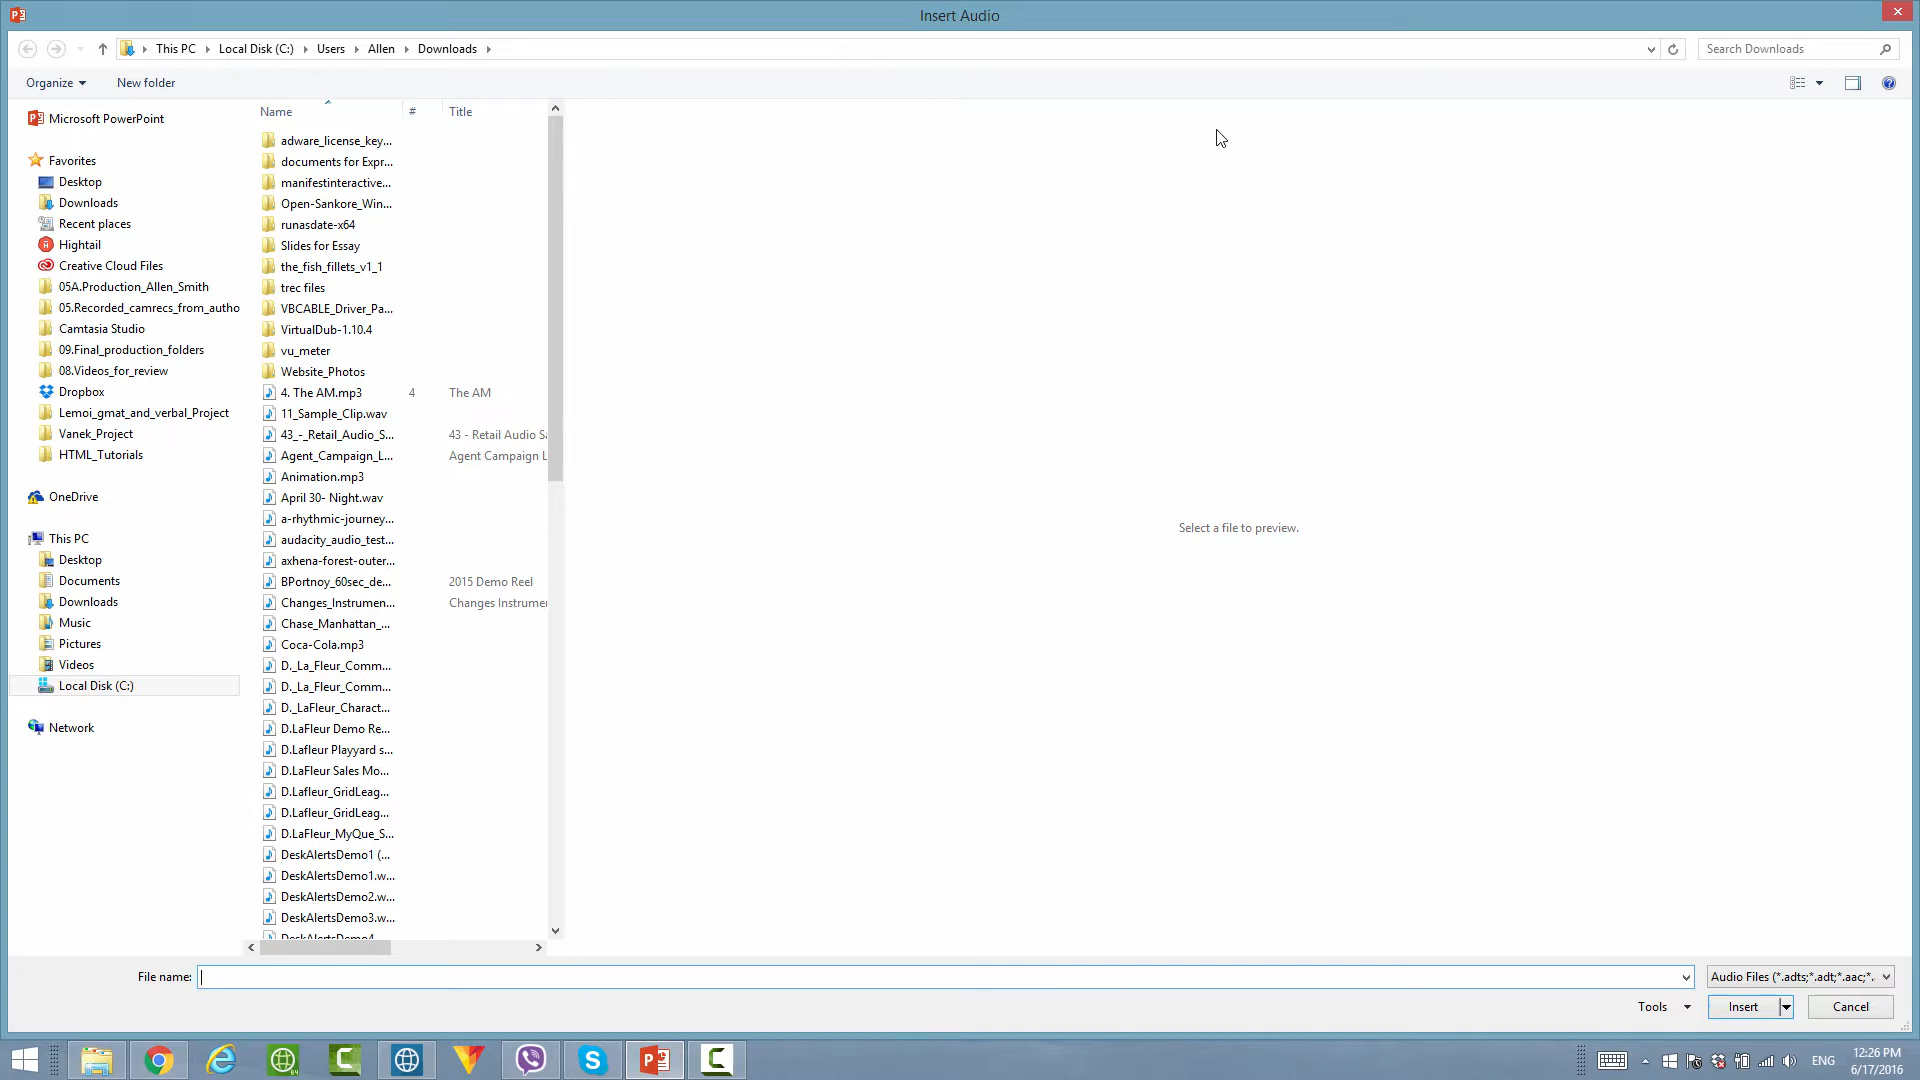 Insert Audio
This PC Local Disk (C:) Users Allen Downloads
Search Downloads
Organize New folder
Microsoft PowerPoint
Favorites
Desktop
Downloads
Recent places
Hightail
Creative Cloud Files
05A.Production_Allen_Smith
05.Recorded_camrecs_from_autho
Camtasia Studio
09.Final_production_folders
08.Videos_for_review
Dropbox
Lemoi_gmat_and_verbal_Project
Vanek_Project
HTML_Tutorials
OneDrive
This PC
Desktop
Documents
Downloads
Music
Pictures
Videos
Local Disk (C:)
Network
Name # Title
adware_license_key...
documents for Expr...
manifestinteractive...
Open-Sankore_Win...
runasdate-x64
Slides for Essay
the_fish_fillets_v1_1
trec files
VBCABLE_Driver_Pa...
VirtualDub-1.10.4
vu_meter
Website_Photos
4. The AM.mp3 4 The AM
11_Sample_Clip.wav
43_-_Retail_Audio_S... 43 - Retail Audio Sa
Agent_Campaign_L... Agent Campaign L
Animation.mp3
April 30- Night.wav
a-rhythmic-journey...
audacity_audio_test...
axhena-forest-outer...
BPortnoy_60sec_de... 2015 Demo Reel
Changes_Instrumen... Changes Instrumen
Chase_Manhattan_...
Coca-Cola.mp3
D._La_Fleur_Comm...
D._La_Fleur_Comm...
D._LaFleur_Charact...
D.LaFleur Demo Re...
D.Lafleur Playyard s...
D.LaFleur Sales Mo...
D.Lafleur_GridLeag...
D.Lafleur_GridLeag...
D.LaFleur_MyQue_S...
DeskAlertsDemo1 (...
DeskAlertsDemo1.w...
DeskAlertsDemo2.w...
DeskAlertsDemo3.w...
DeskAlertsDemo4
Select a file to preview.
File name:
Audio Files (*.adts;*.adt;*.aac;*.
Tools Insert Cancel
ENG
12:26 PM
6/17/2016